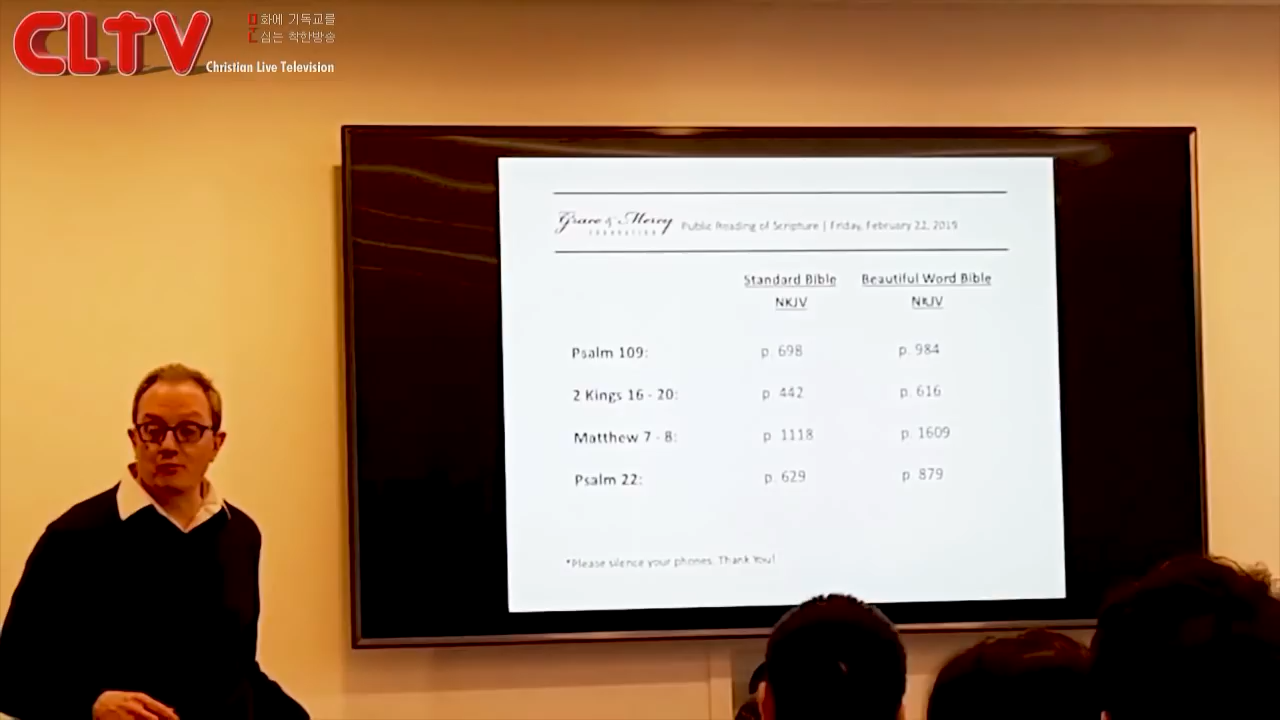 CLTV
문화에 기독교를
심는 착한방송
Christian Live Television
Grace & Mercy
FOUNDATION
Public Reading of Scripture | Friday, February 22, 2019
Standard Bible Beautiful Word Bible
NKJV NKJV
Psalm 109: p. 698 p. 984
2 Kings 16 - 20: p. 442 p. 616
Matthew 7 - 8: p. 1118 p. 1609
Psalm 22: p. 629 p. 879
*Please silence your phones. Thank You!